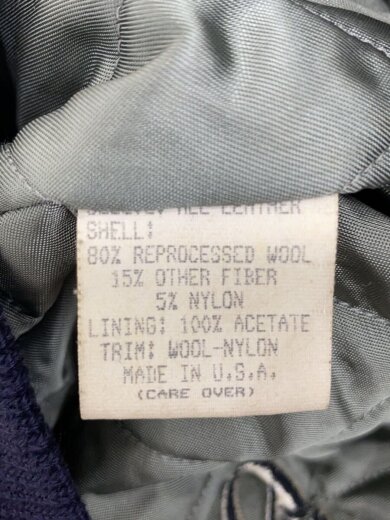 SLEEVE: ALL LEATHER
SHELL:
80% REPROCESSED WOOL
15% OTHER FIBER
5% NYLON
LINING: 100% ACETATE
TRIM: WOOL-NYLON
MADE IN U.S.A.
(CARE OVER)